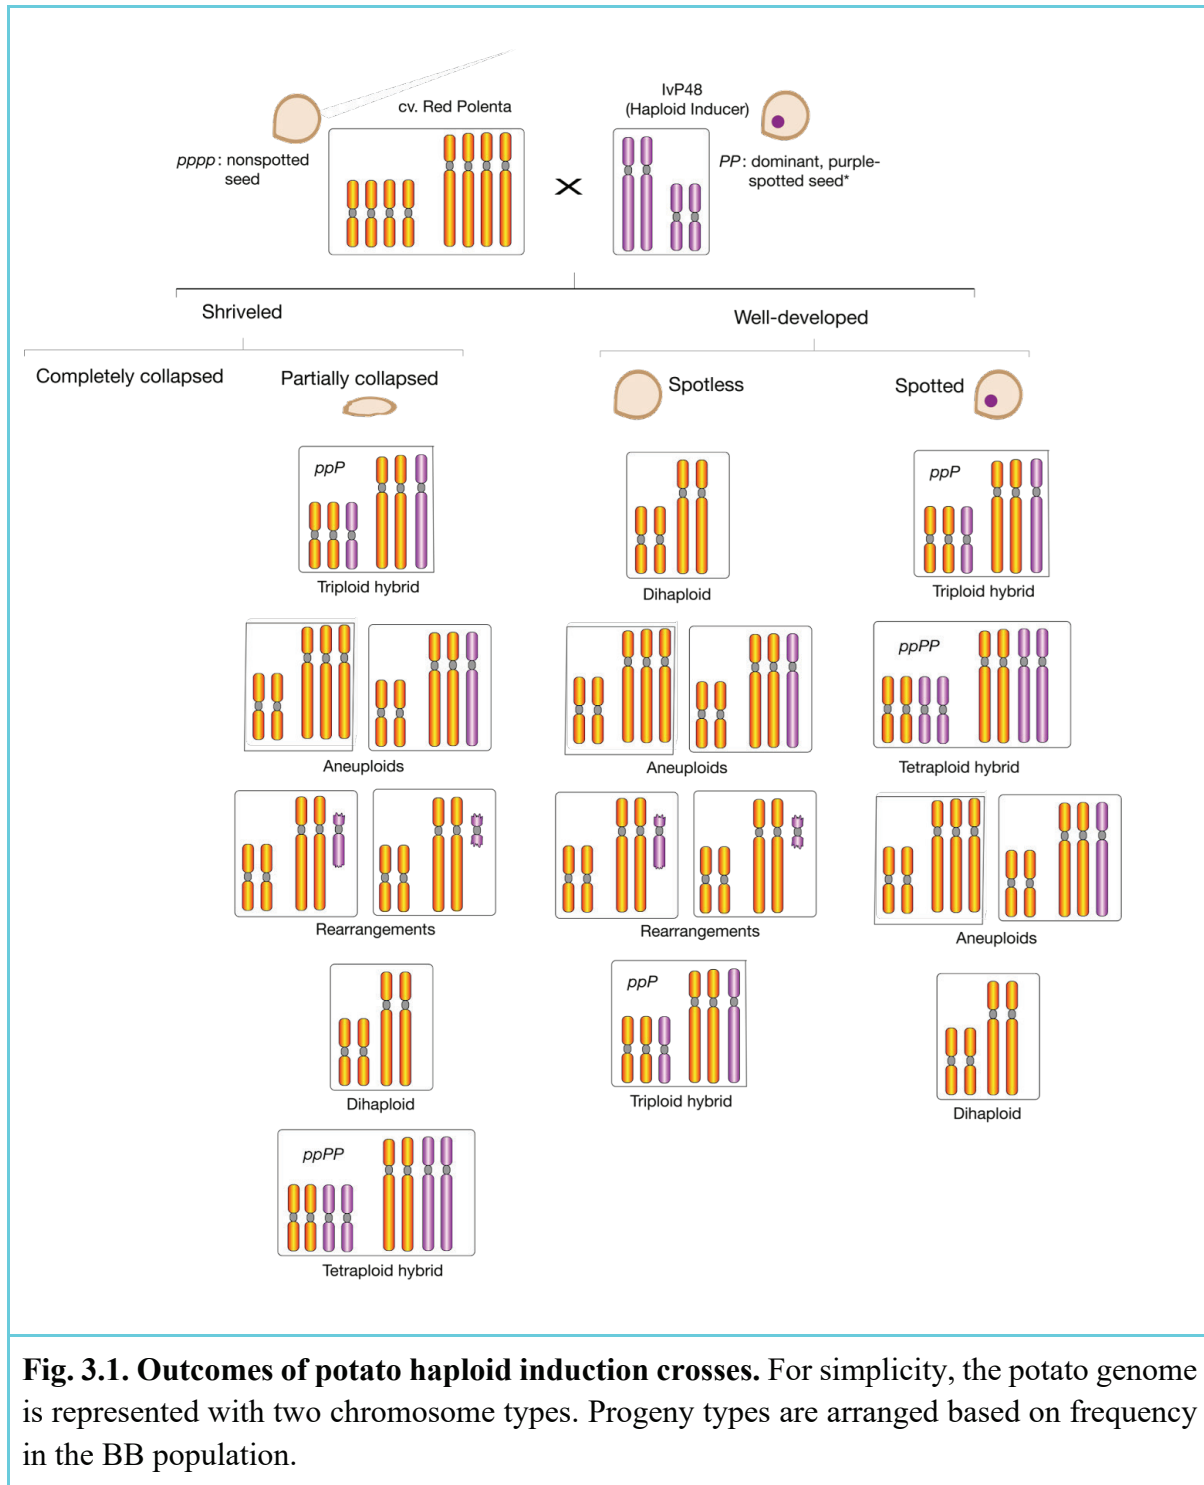 cv. Red Polenta
IvP48
(Haploid Inducer)
pppp: nonspotted
seed
PP: dominant, purple-
spotted seed*
X
Shriveled
Well-developed
Completely collapsed
Partially collapsed
Spotless
Spotted
ppP
ppP
Triploid hybrid
Dihaploid
Triploid hybrid
ppPP
Aneuploids
Aneuploids
Tetraploid hybrid
Rearrangements
Rearrangements
Aneuploids
ppP
Dihaploid
Triploid hybrid
Dihaploid
ppPP
Tetraploid hybrid
Fig. 3.1. Outcomes of potato haploid induction crosses. For simplicity, the potato genome
is represented with two chromosome types. Progeny types are arranged based on frequency
in the BB population.